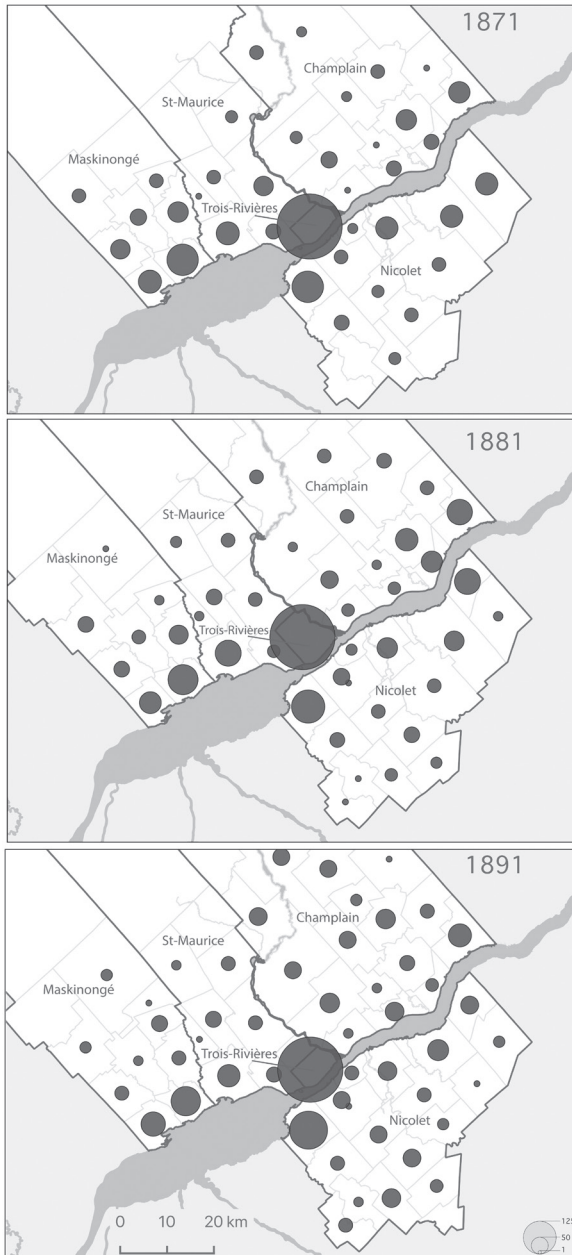 1871
Champlain
St-Maurice
Maskinongé
Trois-Rivières
Nicolet
1881
Champlain
St-Maurice
Maskinongé
Trois-Rivières
Nicolet
1891
Champlain
St-Maurice
Maskinongé
Trois-Rivières
Nicolet
0 10 20 km
125
50
1